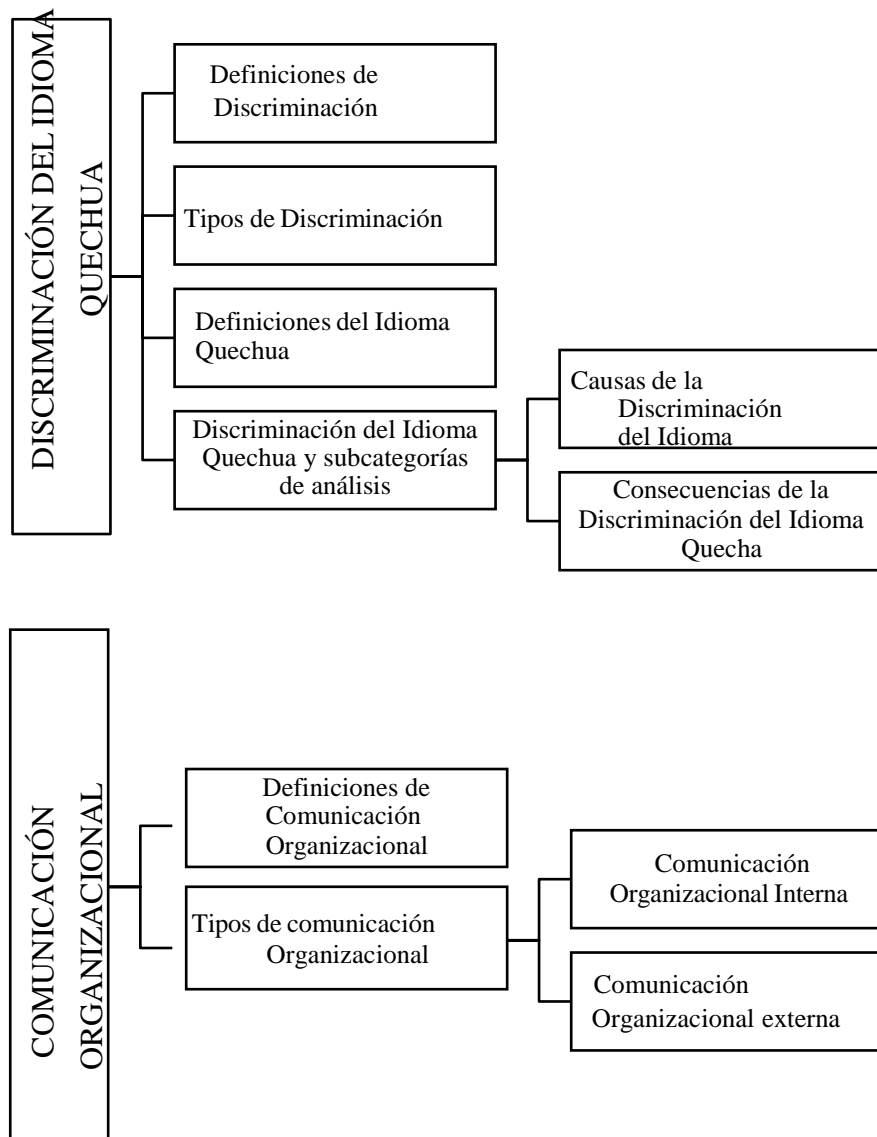 DISCRIMINACIÓN DEL IDIOMA
QUECHUA
Definiciones de
Discriminación
Tipos de Discriminación
Definiciones del Idioma
Quechua
Discriminación del Idioma
Quechua y subcategorías
de análisis
Causas de la
Discriminación
del Idioma
Consecuencias de la
Discriminación del Idioma
Quecha
COMUNICACIÓN
ORGANIZACIONAL
Definiciones de
Comunicación
Organizacional
Tipos de comunicación
Organizacional
Comunicación
Organizacional Interna
Comunicación
Organizacional externa